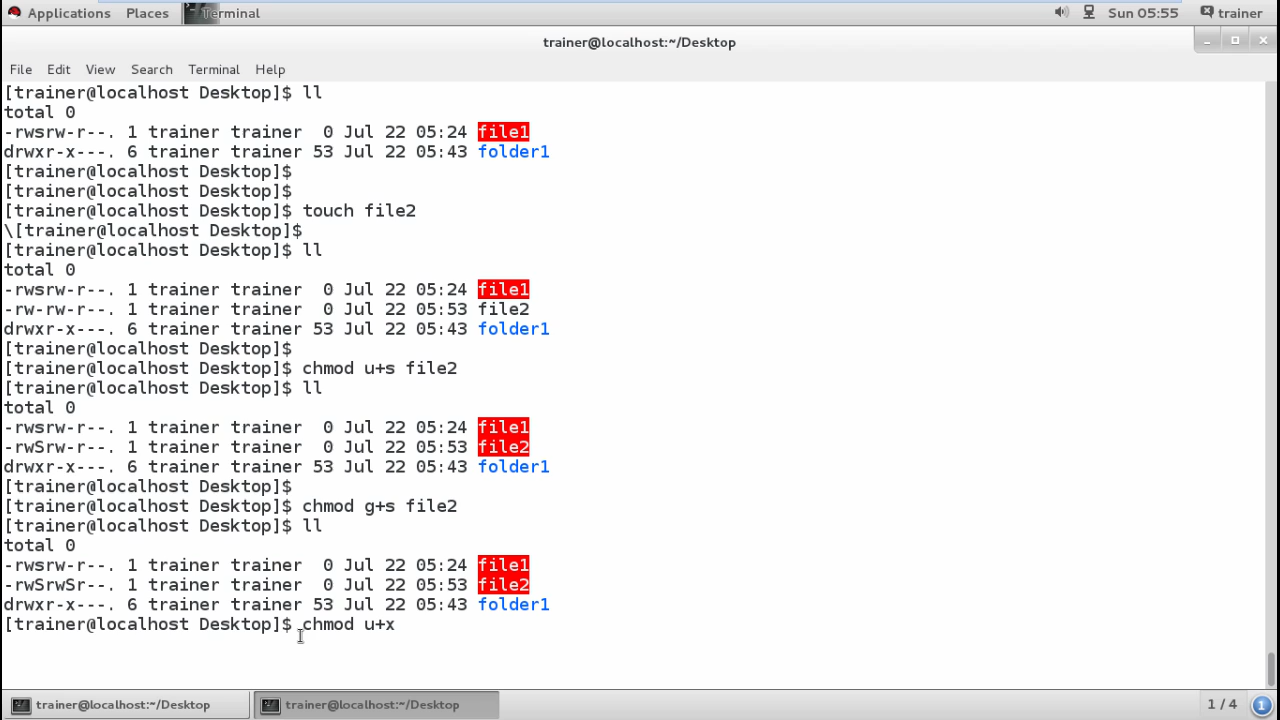 Applications Places Terminal Sun 05:55 trainer
trainer@localhost:~/Desktop
File Edit View Search Terminal Help
[trainer@localhost Desktop]$ ll
total 0
-rwsrw-r--. 1 trainer trainer  0 Jul 22 05:24 file1
drwxr-x---. 6 trainer trainer 53 Jul 22 05:43 folder1
[trainer@localhost Desktop]$
[trainer@localhost Desktop]$
[trainer@localhost Desktop]$ touch file2
\[trainer@localhost Desktop]$
[trainer@localhost Desktop]$ ll
total 0
-rwsrw-r--. 1 trainer trainer  0 Jul 22 05:24 file1
-rw-rw-r--. 1 trainer trainer  0 Jul 22 05:53 file2
drwxr-x---. 6 trainer trainer 53 Jul 22 05:43 folder1
[trainer@localhost Desktop]$
[trainer@localhost Desktop]$ chmod u+s file2
[trainer@localhost Desktop]$ ll
total 0
-rwsrw-r--. 1 trainer trainer  0 Jul 22 05:24 file1
-rwSrw-r--. 1 trainer trainer  0 Jul 22 05:53 file2
drwxr-x---. 6 trainer trainer 53 Jul 22 05:43 folder1
[trainer@localhost Desktop]$
[trainer@localhost Desktop]$ chmod g+s file2
[trainer@localhost Desktop]$ ll
total 0
-rwsrw-r--. 1 trainer trainer  0 Jul 22 05:24 file1
-rwSrwSr--. 1 trainer trainer  0 Jul 22 05:53 file2
drwxr-x---. 6 trainer trainer 53 Jul 22 05:43 folder1
[trainer@localhost Desktop]$ chmod u+x
trainer@localhost:~/Desktop trainer@localhost:~/Desktop 1 / 4 1